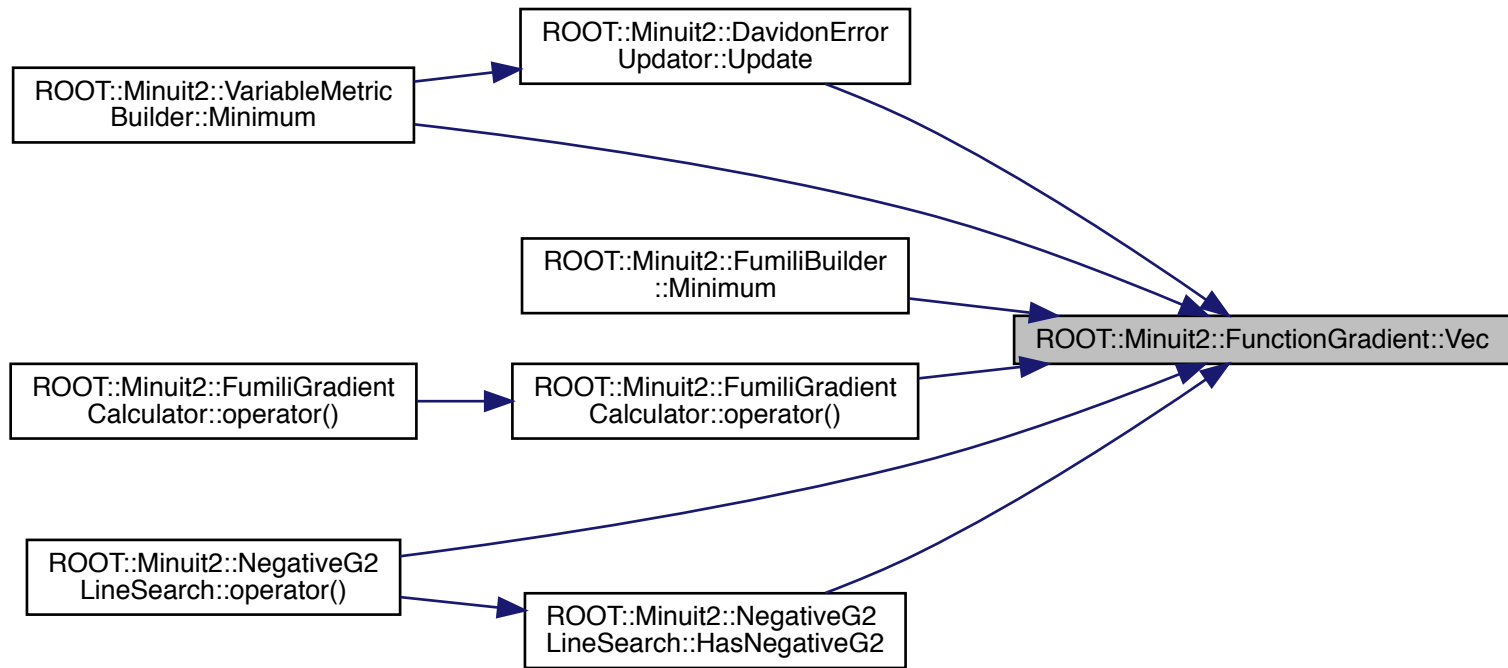 ROOT::Minuit2::DavidonError
Updator::Update
ROOT::Minuit2::VariableMetric
Builder::Minimum
ROOT::Minuit2::FumiliBuilder
::Minimum
ROOT::Minuit2::FunctionGradient::Vec
ROOT::Minuit2::FumiliGradient
Calculator::operator()
ROOT::Minuit2::FumiliGradient
Calculator::operator()
ROOT::Minuit2::NegativeG2
LineSearch::operator()
ROOT::Minuit2::NegativeG2
LineSearch::HasNegativeG2